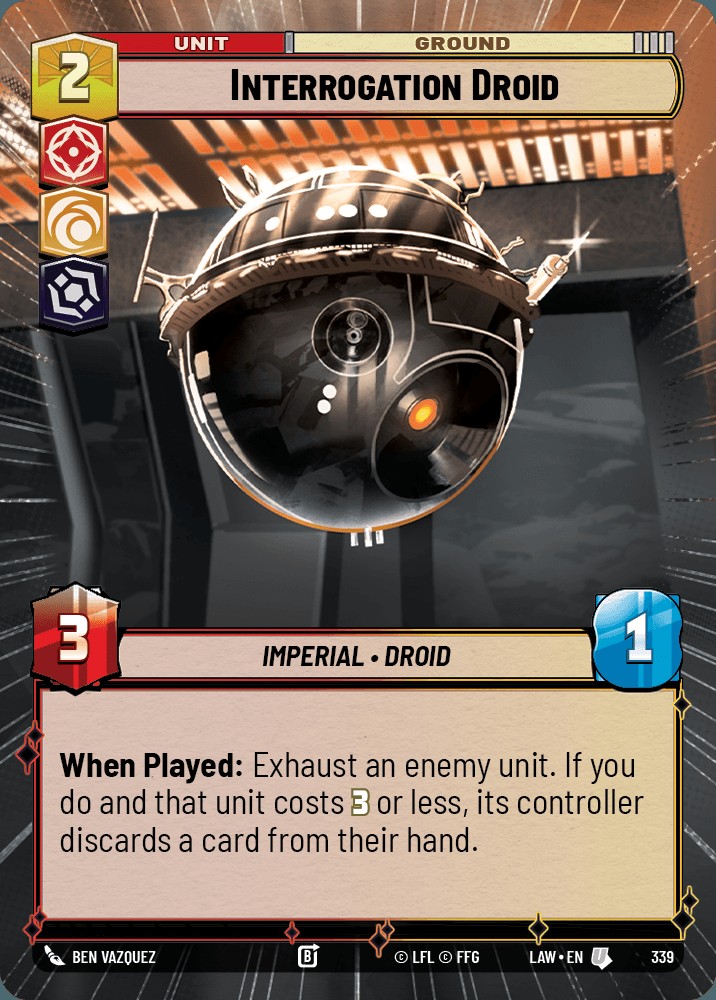 UNIT
GROUND
2
INTERROGATION DROID
3
IMPERIAL • DROID
1
When Played: Exhaust an enemy unit. If you
do and that unit costs 3 or less, its controller
discards a card from their hand.
BEN VAZQUEZ
B
© LFL © FFG
LAW • EN
U
339